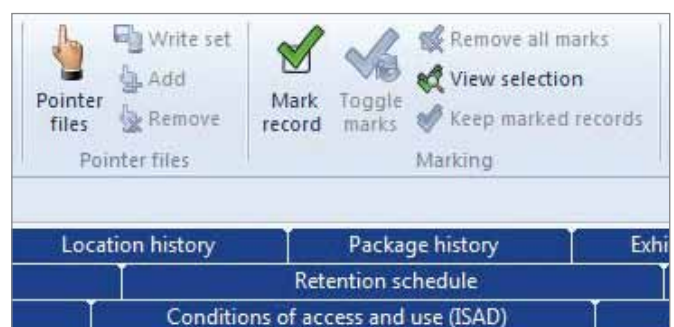 Pointer
files
Write set
Add
Remove
Pointer files
Mark
record
Toggle
marks
Remove all marks
View selection
Keep marked records
Marking
Location history
Package history
Exhi
Retention schedule
Conditions of access and use (ISAD)